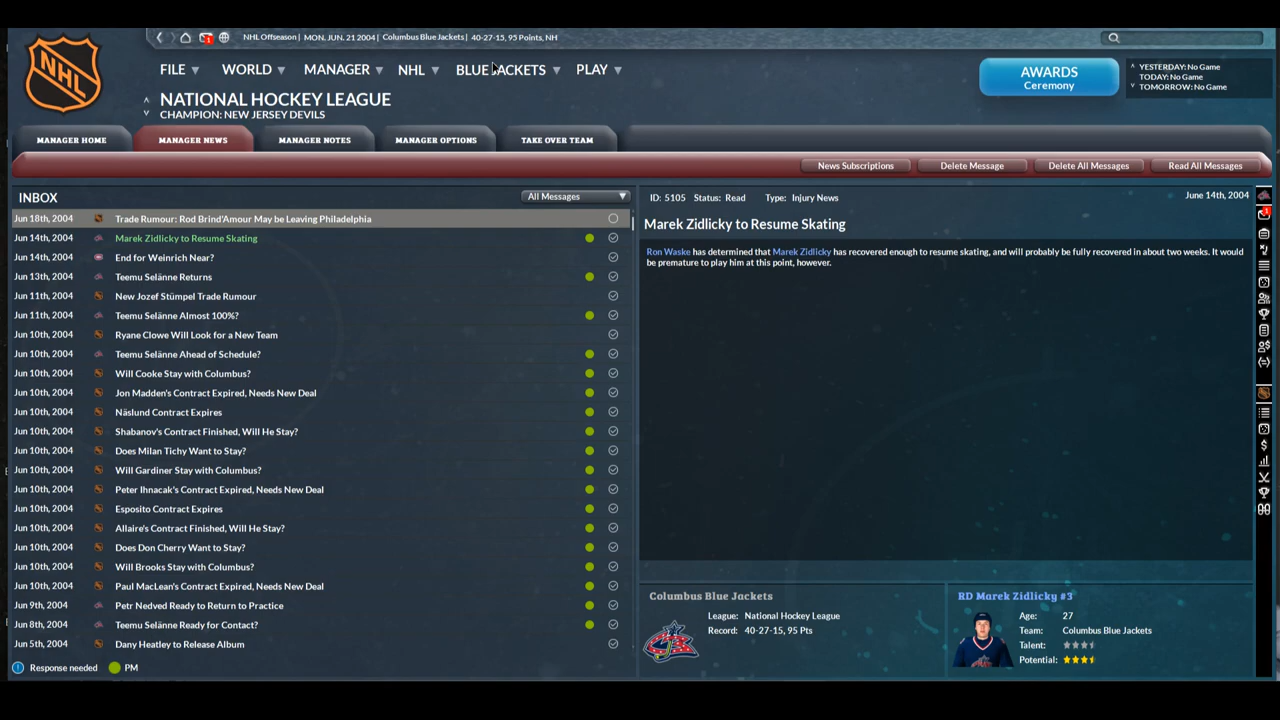 NHL Offseason | MON. JUN. 21 2004 | Columbus Blue Jackets | 40-27-15, 95 Points, NH
1
NHL
FILE WORLD MANAGER NHL BLUE JACKETS PLAY
AWARDS
Ceremony
YESTERDAY: No Game
TODAY: No Game
TOMORROW: No Game
NATIONAL HOCKEY LEAGUE
CHAMPION: NEW JERSEY DEVILS
MANAGER HOME MANAGER NEWS MANAGER NOTES MANAGER OPTIONS TAKE OVER TEAM
News Subscriptions Delete Message Delete All Messages Read All Messages
INBOX All Messages
Jun 18th, 2004 Trade Rumour: Rod Brind'Amour May be Leaving Philadelphia
Jun 14th, 2004 Marek Zidlicky to Resume Skating
Jun 14th, 2004 End for Weinrich Near?
Jun 13th, 2004 Teemu Selänne Returns
Jun 11th, 2004 New Jozef Stümpel Trade Rumour
Jun 11th, 2004 Teemu Selänne Almost 100%?
Jun 10th, 2004 Ryane Clowe Will Look for a New Team
Jun 10th, 2004 Teemu Selänne Ahead of Schedule?
Jun 10th, 2004 Will Cooke Stay with Columbus?
Jun 10th, 2004 Jon Madden's Contract Expired, Needs New Deal
Jun 10th, 2004 Näslund Contract Expires
Jun 10th, 2004 Shabanov's Contract Finished, Will He Stay?
Jun 10th, 2004 Does Milan Tichy Want to Stay?
Jun 10th, 2004 Will Gardiner Stay with Columbus?
Jun 10th, 2004 Peter Ihnacak's Contract Expired, Needs New Deal
Jun 10th, 2004 Esposito Contract Expires
Jun 10th, 2004 Allaire's Contract Finished, Will He Stay?
Jun 10th, 2004 Does Don Cherry Want to Stay?
Jun 10th, 2004 Will Brooks Stay with Columbus?
Jun 10th, 2004 Paul MacLean's Contract Expired, Needs New Deal
Jun 9th, 2004 Petr Nedved Ready to Return to Practice
Jun 8th, 2004 Teemu Selänne Ready for Contact?
Jun 5th, 2004 Dany Heatley to Release Album
Response needed PM
ID: 5105 Status: Read Type: Injury News June 14th, 2004
Marek Zidlicky to Resume Skating
Ron Waske has determined that Marek Zidlicky has recovered enough to resume skating, and will probably be fully recovered in about two weeks. It would
be premature to play him at this point, however.
Columbus Blue Jackets
League: National Hockey League
Record: 40-27-15, 95 Pts
RD Marek Zidlicky #3
Age: 27
Team: Columbus Blue Jackets
Talent:
Potential: